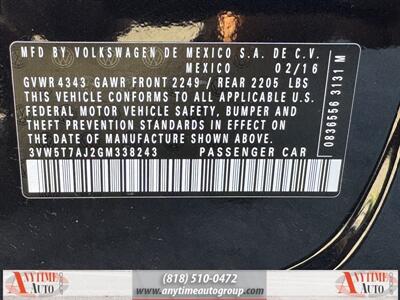 MFD BY VOLKSWAGEN DE MEXICO S.A. DE C.V.
MEXICO 02/16
GVWR 4343 GAWR FRONT 2249 / REAR 2205 LBS
THIS VEHICLE CONFORMS TO ALL APPLICABLE U.S.
FEDERAL MOTOR VEHICLE SAFETY, BUMPER AND
THEFT PREVENTION STANDARDS IN EFFECT ON THE
DATE OF MANUFACTURE SHOWN ABOVE.
3VW5T7AJ2GM338243 PASSENGER CAR
0836556 3131 M
ANYTIME AUTO
(818) 510-0472
www.anytimeautogroup.com
ANYTIME AUTO